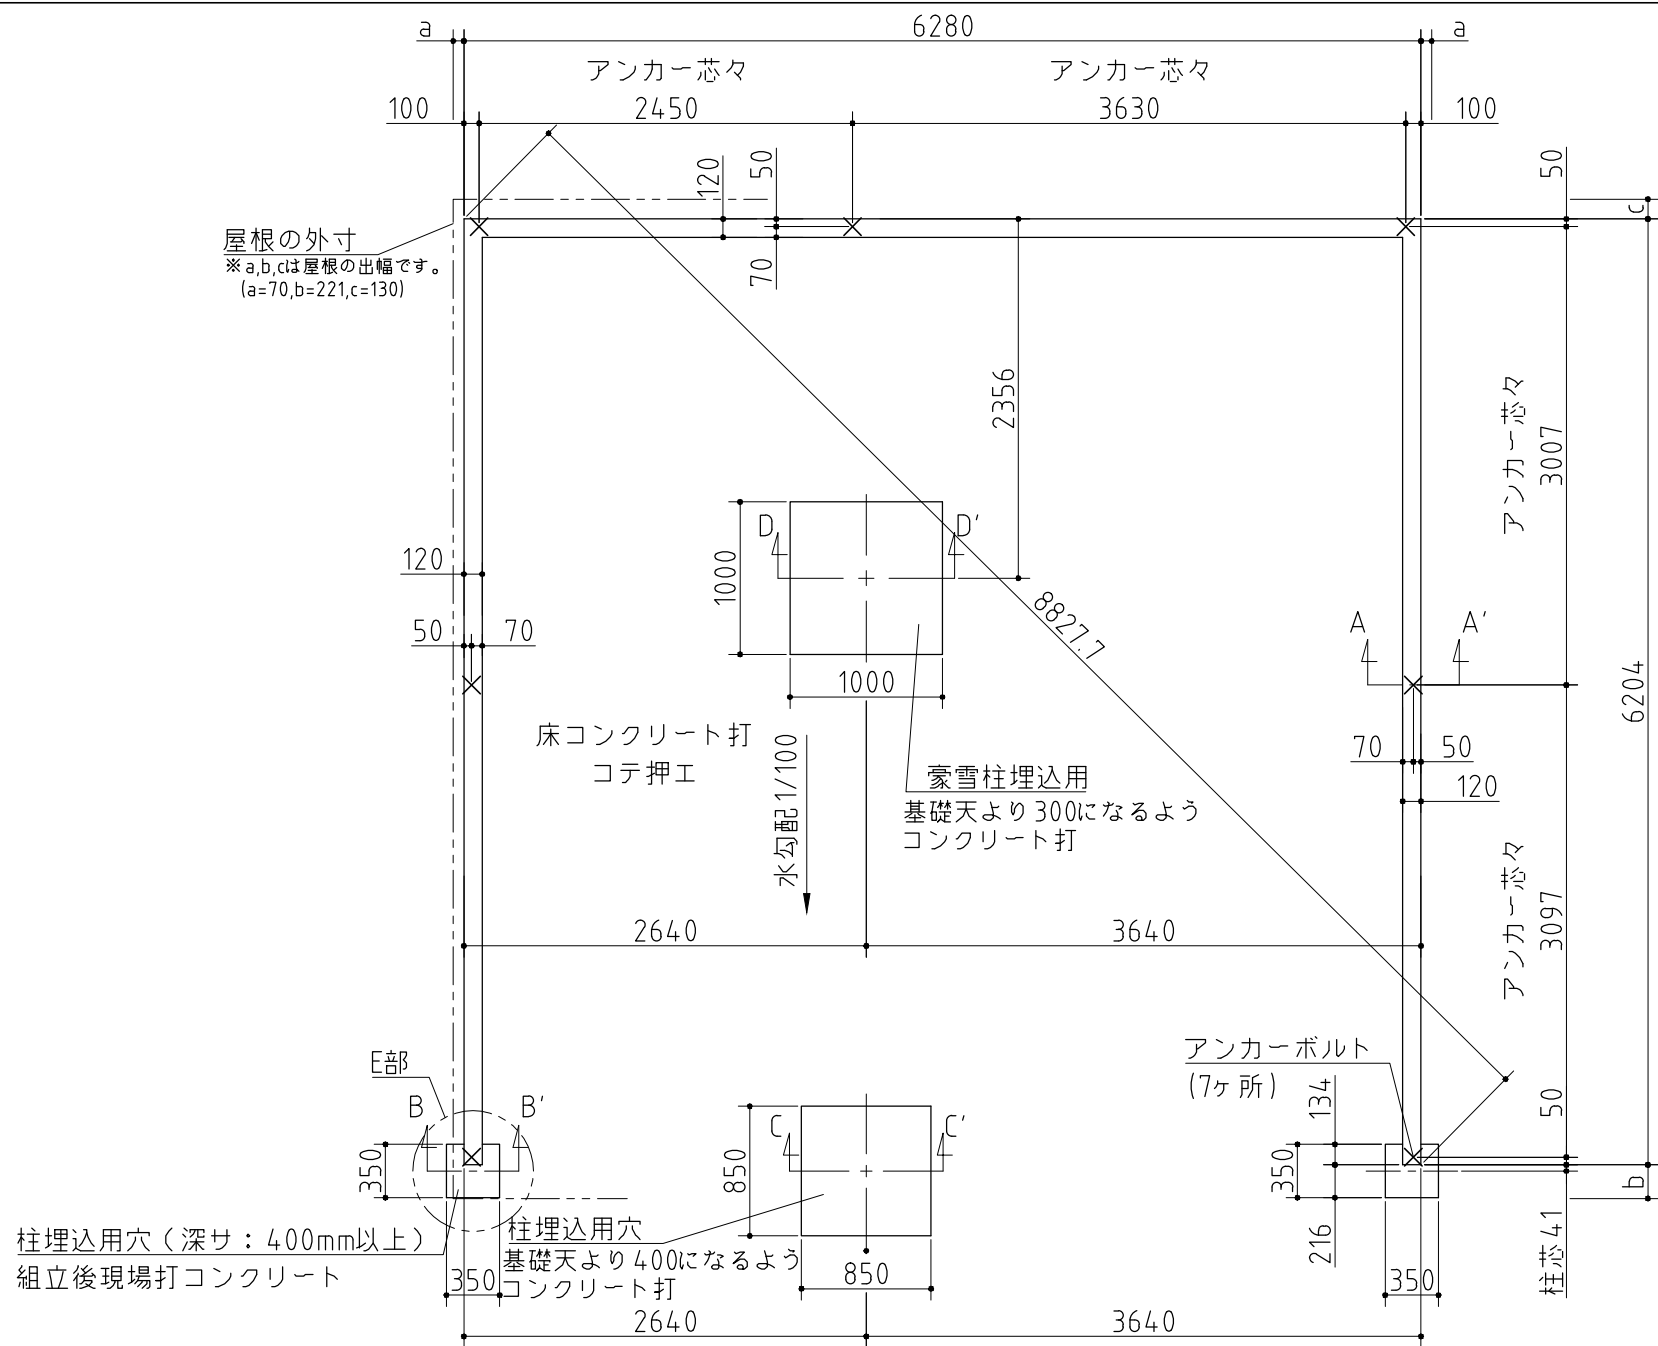 a
6280
a
アンカー芯々
アンカー芯々
100
2450
3630
100
120
50
50
c
屋根の外寸
※a,b,cは屋根の出幅です。
(a=70,b=221,c=130)
70
2356
アンカー芯々
3007
D
D'
1000
120
8827.7
50
70
A
A'
1000
6204
床コンクリート打
コテ押エ
水勾配1/100
70
50
豪雪柱埋込用
120
基礎天より300になるよう
コンクリート打
アンカー芯々
3097
2640
3640
E部
アンカーボルト
(7ヶ所)
134
50
B
B'
C
C'
350
850
350
b
柱埋込用穴（深サ：400mm以上）
組立後現場打コンクリート
柱埋込用穴
基礎天より400になるよう
コンクリート打
216
柱芯41
350
850
350
2640
3640